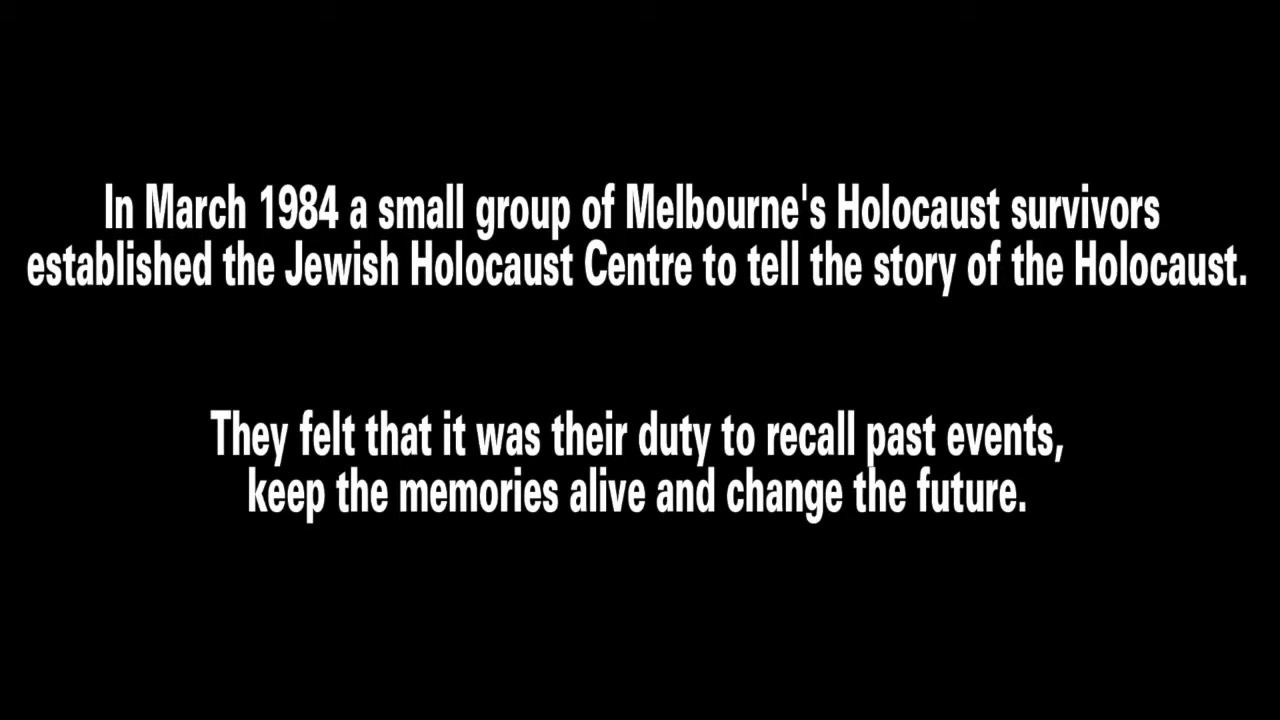 In March 1984 a small group of Melbourne's Holocaust survivors
established the Jewish Holocaust Centre to tell the story of the Holocaust.
They felt that it was their duty to recall past events,
keep the memories alive and change the future.